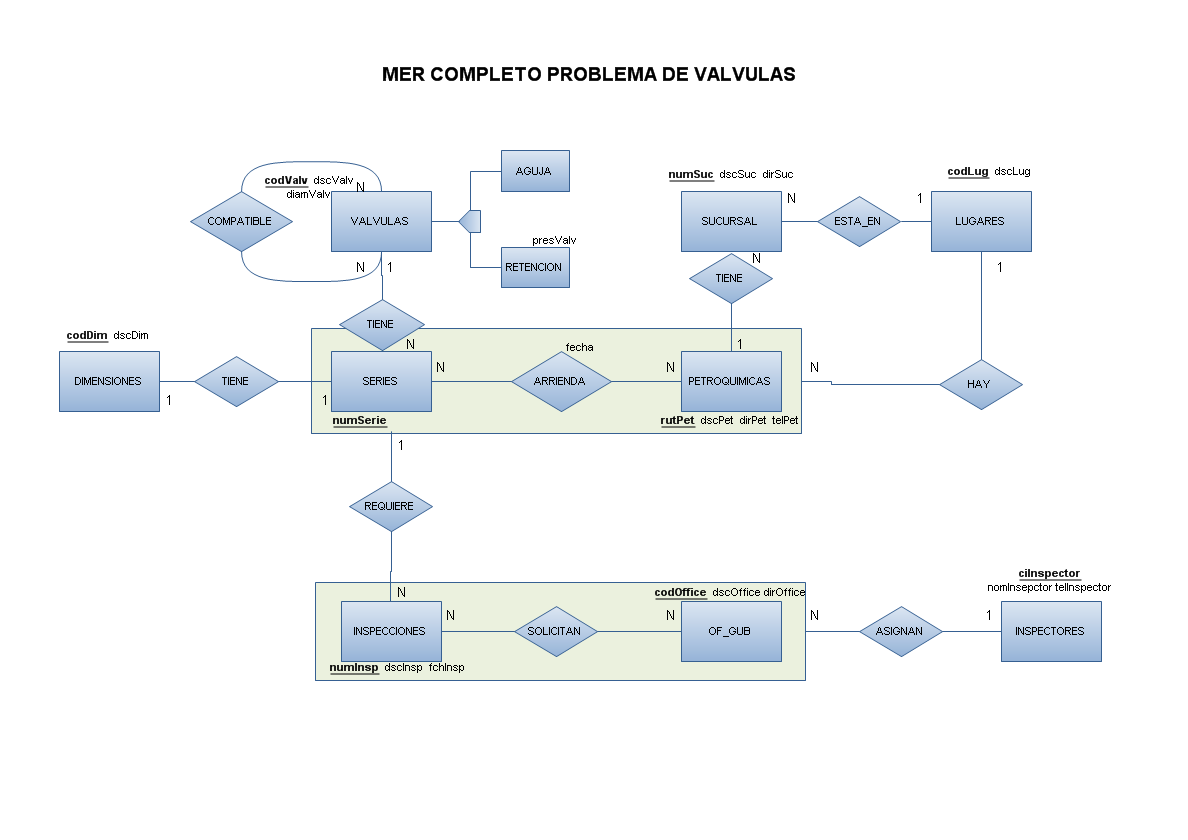 MER COMPLETO PROBLEMA DE VALVULAS
AGUJA
codValv dscValv
diamValv
N
COMPATIBLE
VALVULAS
presValv
RETENCION
N
1
numSuc dscSuc dirSuc
SUCURSAL
N
ESTA_EN
1
codLug dscLug
LUGARES
N
1
TIENE
TIENE
N
fecha
1
codDim dscDim
DIMENSIONES
1
TIENE
1
SERIES
numSerie
N
ARRIENDA
N
PETROQUIMICAS
rutPet dscPet dirPet telPet
N
HAY
1
REQUIERE
N
INSPECCIONES
numInsp dscInsp fchInsp
N
SOLICITAN
N
codOffice dscOffice dirOffice
OF_GUB
N
ASIGNAN
1
ciInspector
nomInsepctor telInspector
INSPECTORES